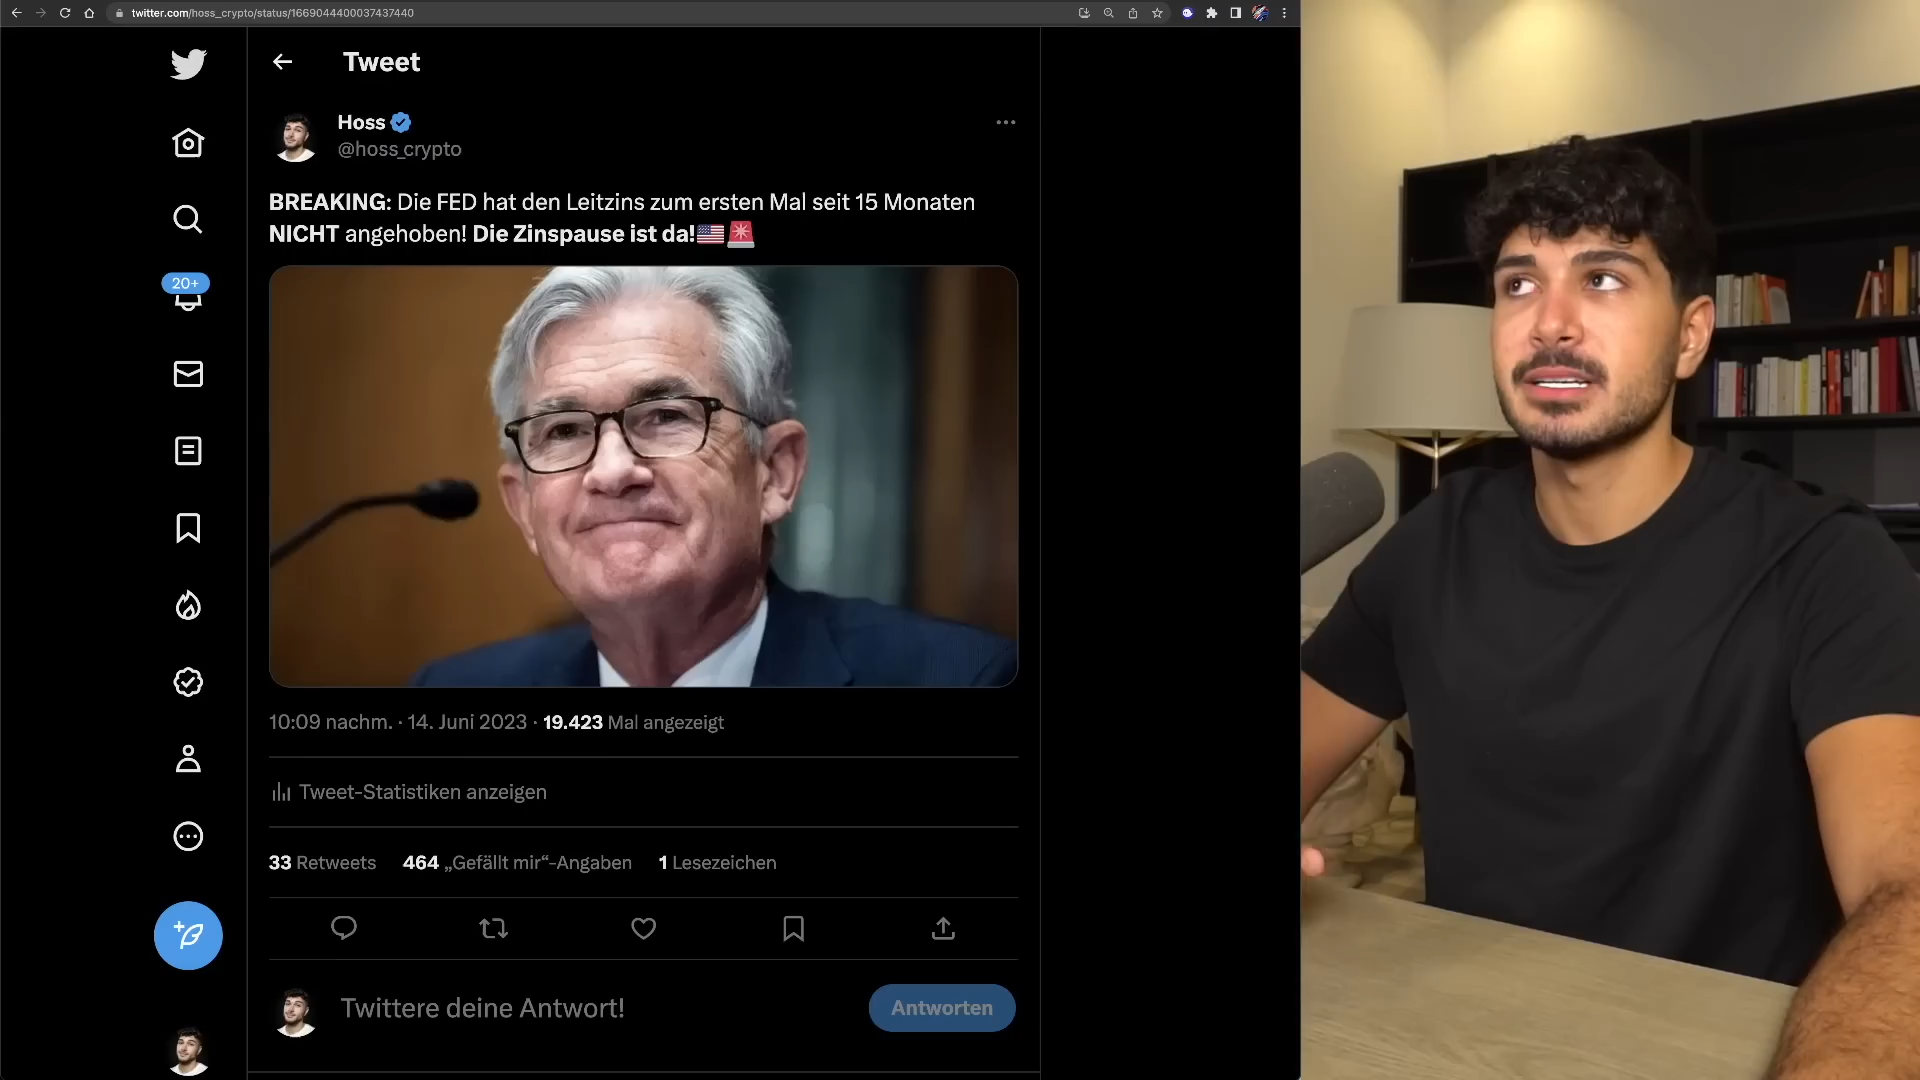 twitter.com/hoss_crypto/status/1669044400037437440
Tweet
Hoss
@hoss_crypto
BREAKING: Die FED hat den Leitzins zum ersten Mal seit 15 Monaten
NICHT angehoben! Die Zinspause ist da!
20+
10:09 nachm. · 14. Juni 2023 · 19.423 Mal angezeigt
Tweet-Statistiken anzeigen
33 Retweets 464 „Gefällt mir“-Angaben 1 Lesezeichen
Twittere deine Antwort!
Antworten